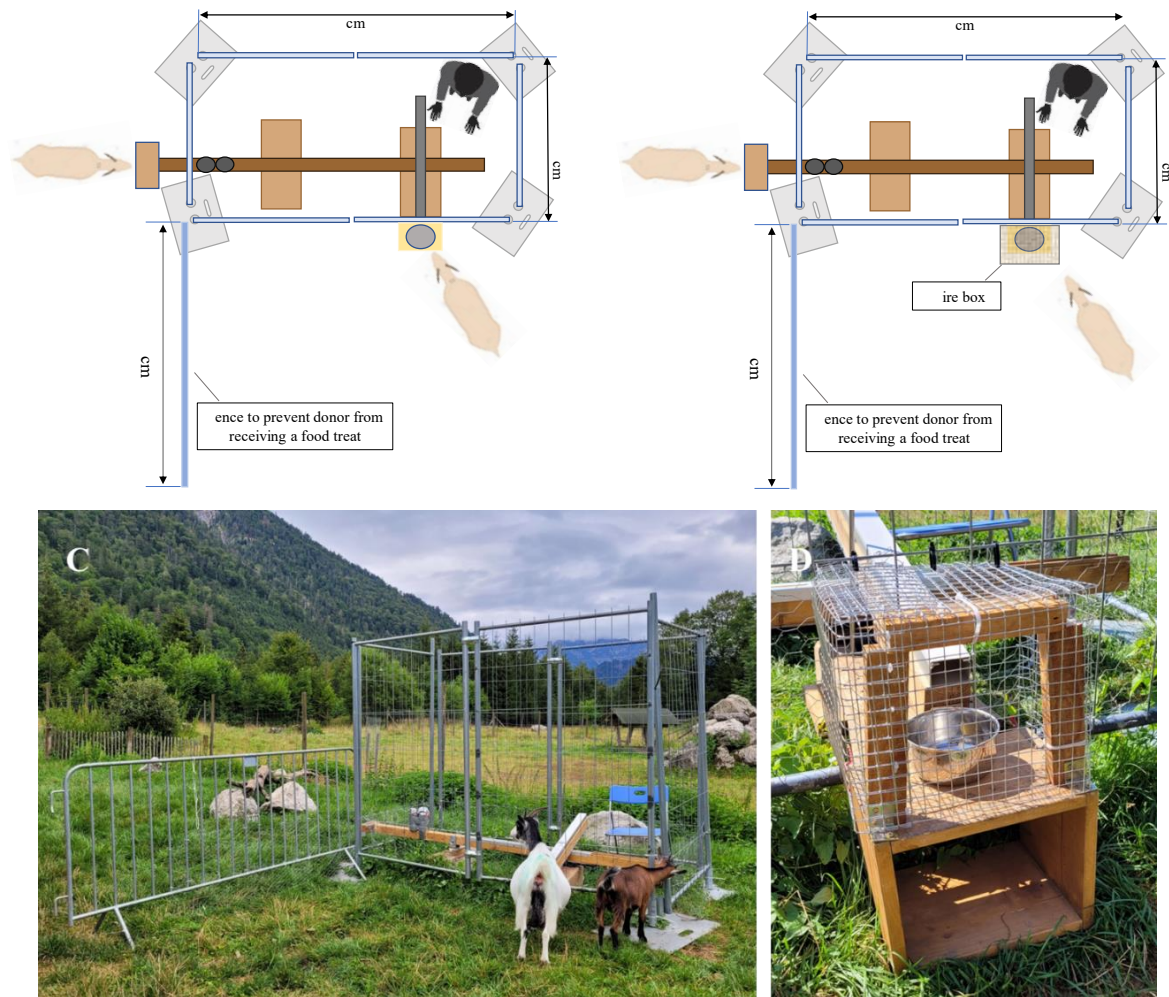 cm
cm
cm
ence to prevent donor from
receiving a food treat
cm
cm
ire box
cm
ence to prevent donor from
receiving a food treat
C
D